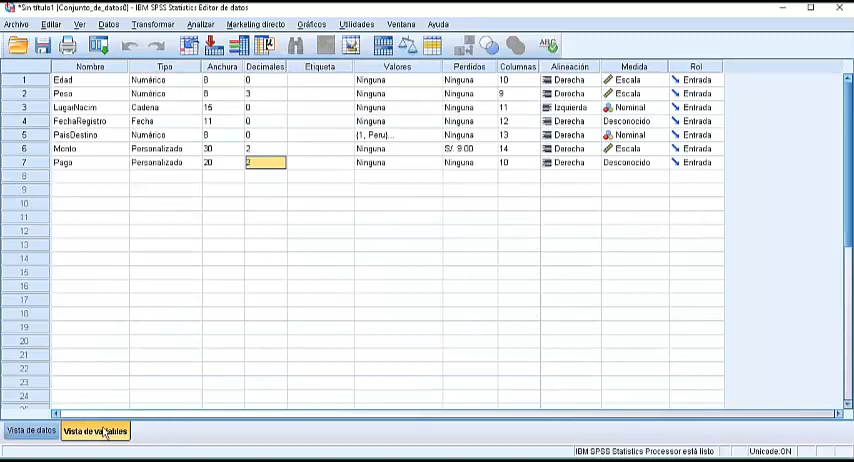 *Sin título1 [Conjunto_de_datos0] - IBM SPSS Statistics Editor de datos
Archivo Editar Ver Datos Transformar Analizar Marketing directo Gráficos Utilidades Ventana Ayuda
Nombre Tipo Anchura Decimales Etiqueta Valores Perdidos Columnas Alineación Medida Rol
1 Edad Numérico 8 0 Ninguna Ninguna 10 Derecha Escala Entrada
2 Peso Numérico 8 3 Ninguna Ninguna 9 Derecha Escala Entrada
3 LugarNacim Cadena 15 0 Ninguna Ninguna 11 Izquierda Nominal Entrada
4 FechaRegistro Fecha 11 0 Ninguna Ninguna 12 Derecha Desconocido Entrada
5 PaisDestino Numérico 8 0 {1, Peru}... Ninguna 13 Derecha Nominal Entrada
6 Monto Personalizado 30 2 Ninguna S/. 9.00 14 Derecha Escala Entrada
7 Pago Personalizado 20 2 Ninguna Ninguna 10 Derecha Desconocido Entrada
8
9
10
11
12
13
14
15
16
17
18
19
20
21
22
23
24
Vista de datos Vista de variables
IBM SPSS Statistics Processor está listo Unicode:ON